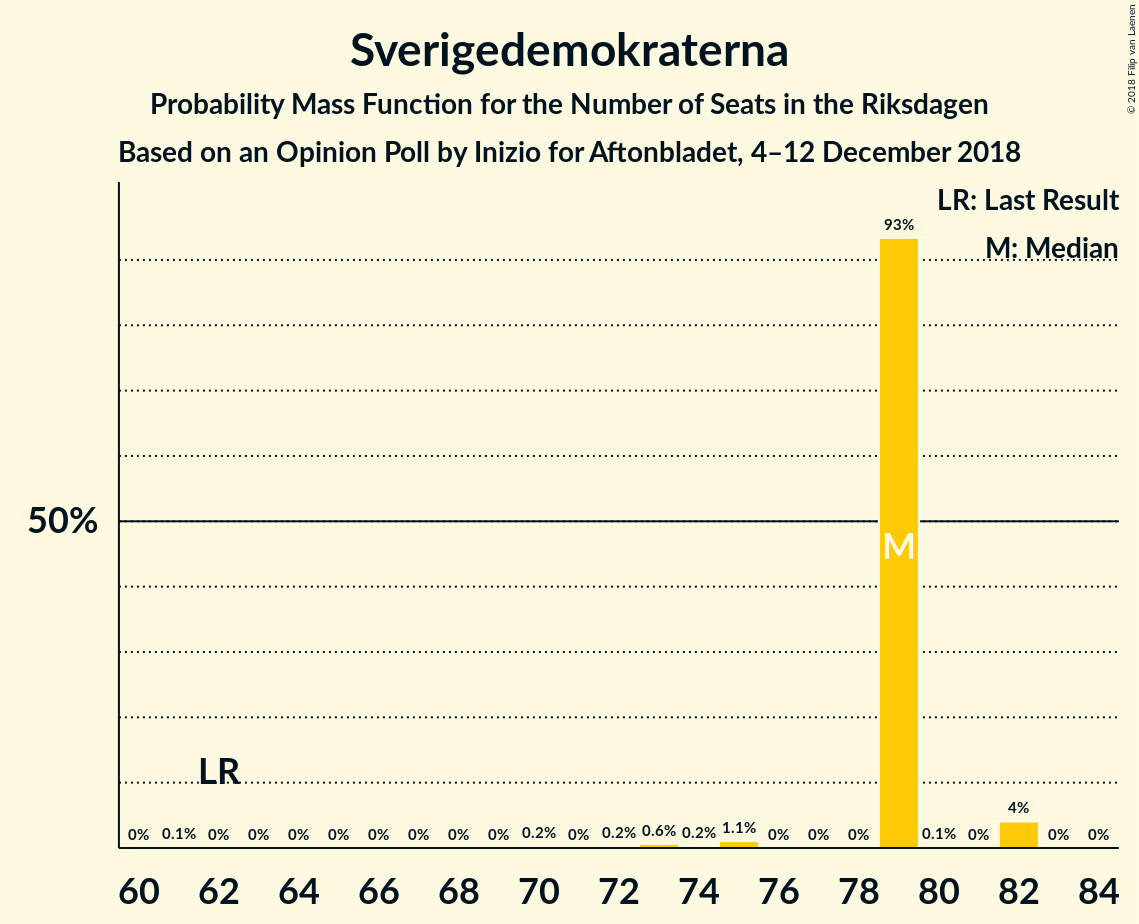 Sverigedemokraterna
Probability Mass Function for the Number of Seats in the Riksdagen
Based on an Opinion Poll by Inizio for Aftonbladet, 4–12 December 2018
© 2018 Filip van Laenen
LR: Last Result
M: Median
93%
50%
M
LR
4%
0% 0.1% 0% 0% 0% 0% 0% 0% 0% 0% 0.2% 0% 0.2% 0.6% 0.2% 1.1% 0% 0% 0% 0.1% 0% 0% 0%
60 62 64 66 68 70 72 74 76 78 80 82 84